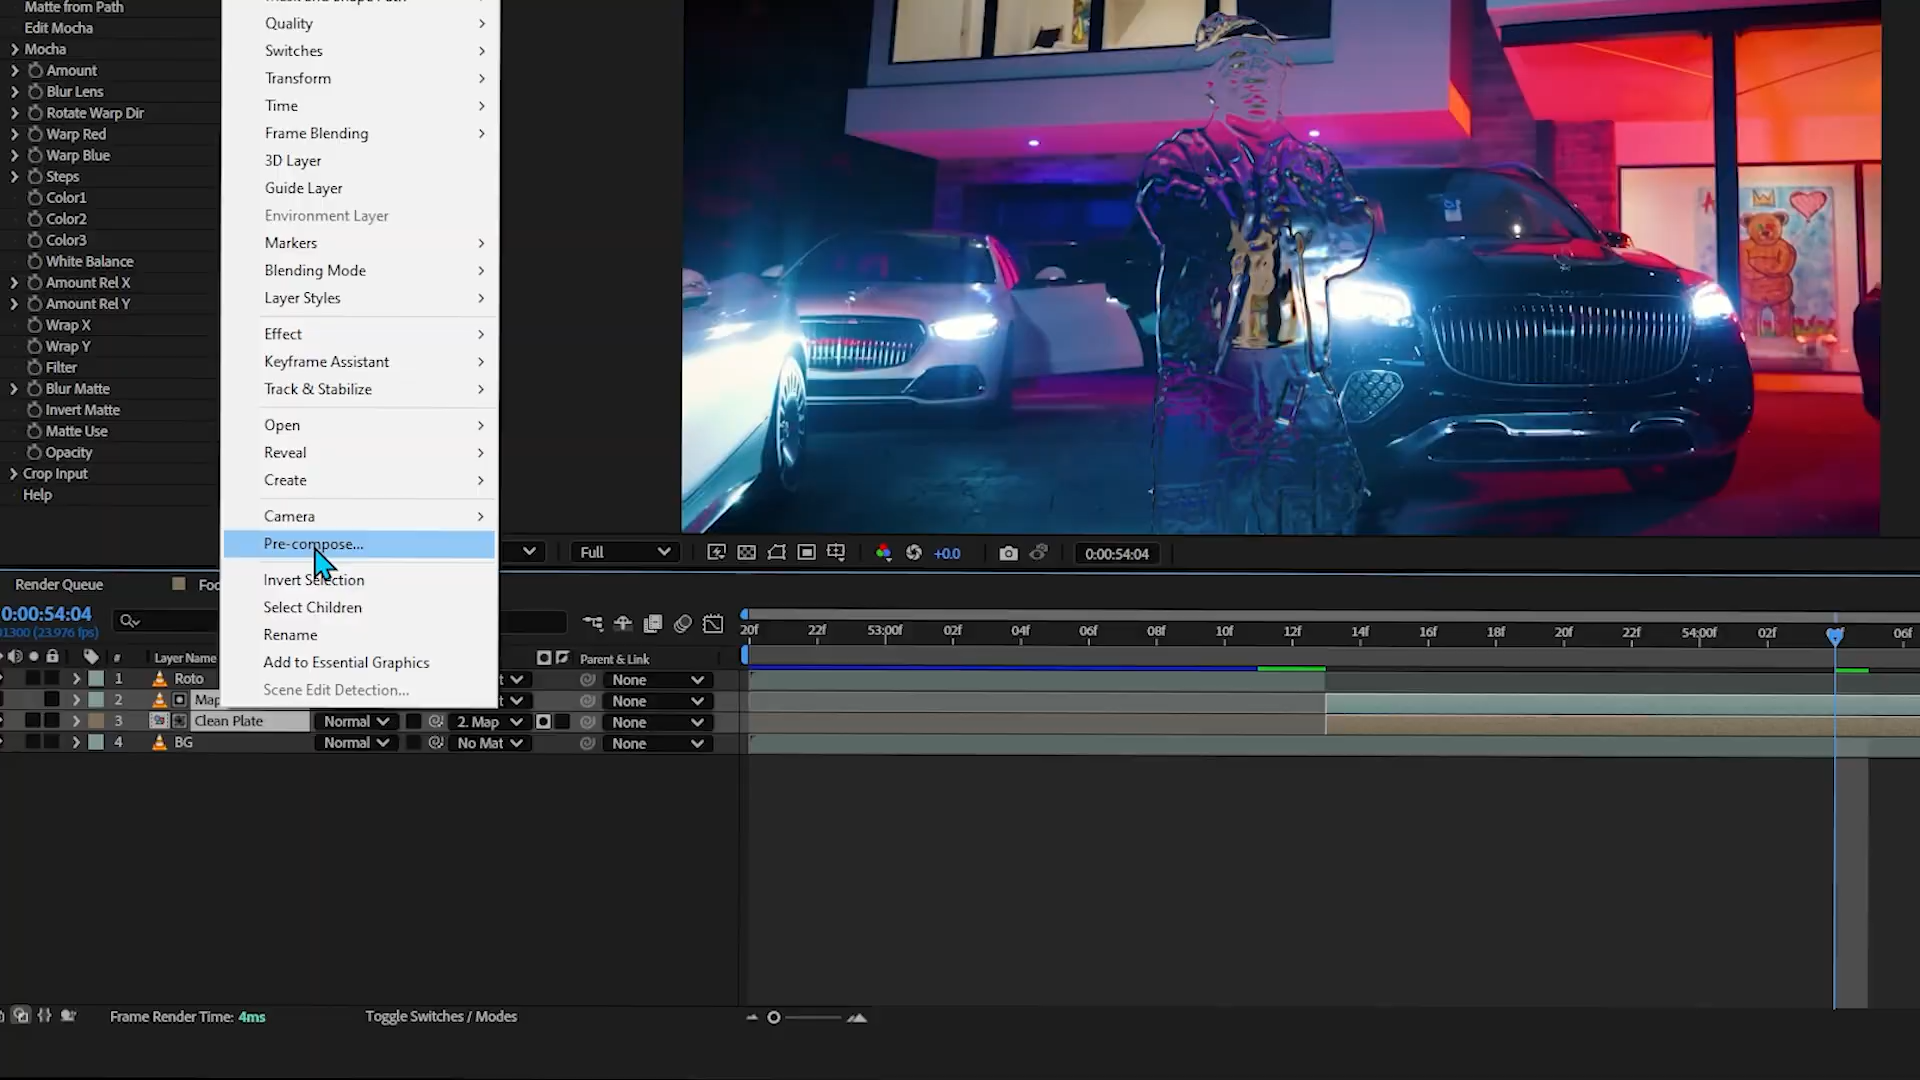 Matte from Path
Edit Mocha
Mocha
Amount
Blur Lens
Rotate Warp Dir
Warp Red
Warp Blue
Steps
Color1
Color2
Color3
White Balance
Amount Rel X
Amount Rel Y
Wrap X
Wrap Y
Filter
Blur Matte
Invert Matte
Matte Use
Opacity
Crop Input
Help
Quality
Switches
Transform
Time
Frame Blending
3D Layer
Guide Layer
Environment Layer
Markers
Blending Mode
Layer Styles
Effect
Keyframe Assistant
Track & Stabilize
Open
Reveal
Create
Camera
Pre-compose...
Invert Selection
Select Children
Rename
Add to Essential Graphics
Scene Edit Detection...
Full +0.0 0:00:54:04
Render Queue Foc
0:00:54:04
01300 (23.976 fps)
20f 22f 53:00f 02f 04f 06f 08f 10f 12f 14f 16f 18f 20f 22f 54:00f 02f 06f
# Layer Name Parent & Link
1 Roto None
2 Map None
3 Clean Plate Normal 2. Map None
4 BG Normal No Mat None
Frame Render Time: 4ms Toggle Switches / Modes